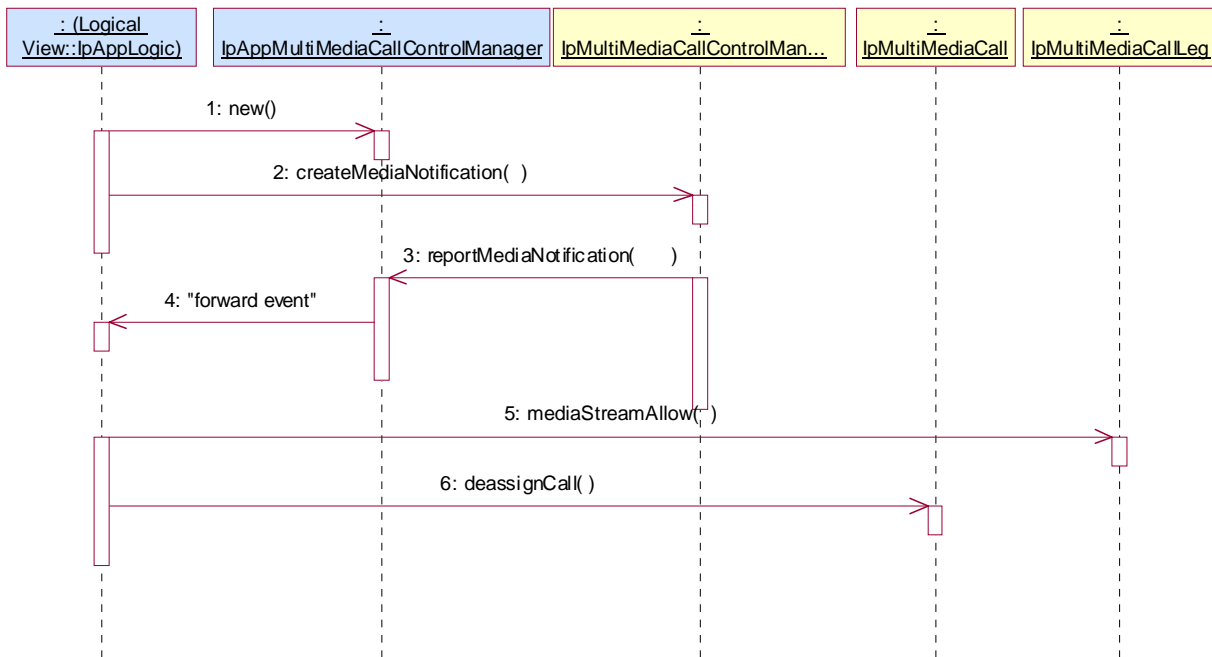 : (Logical
View::IpAppLogic)
:
IpAppMultiMediaCallControlManager
:
IpMultiMediaCallControlMan...
:
IpMultiMediaCall
:
IpMultiMediaCallLeg
1: new()
2: createMediaNotification( )
3: reportMediaNotification( )
4: "forward event"
5: mediaStreamAllow( )
6: deassignCall( )